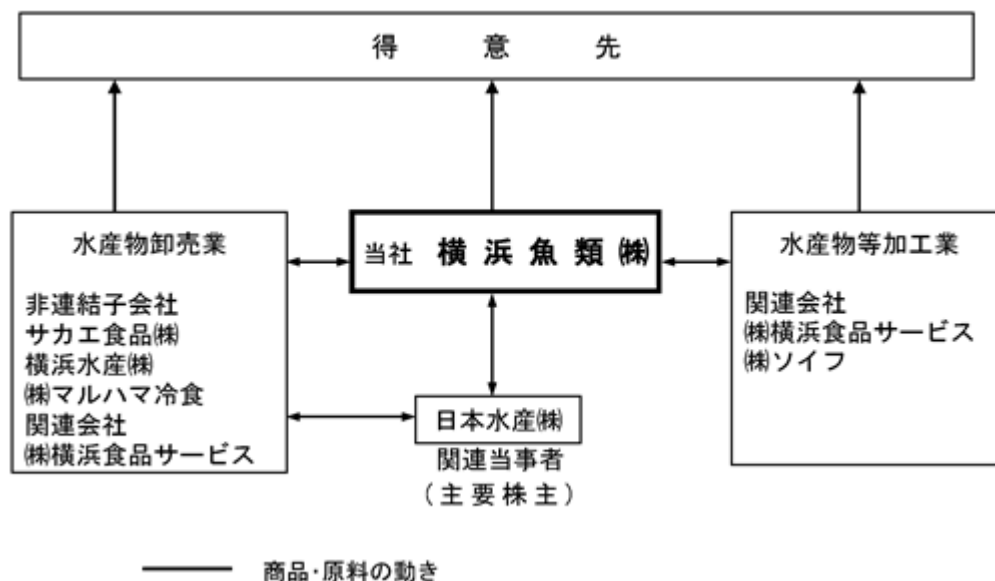 得意先
水産物卸売業
非連結子会社
サカエ食品㈱
横浜水産㈱
㈱マルハマ冷食
関連会社
㈱横浜食品サービス
当社 横浜魚類㈱
日本水産㈱
関連当事者
(主要株主)
水産物等加工業
関連会社
㈱横浜食品サービス
㈱ソイフ
商品・原料の動き